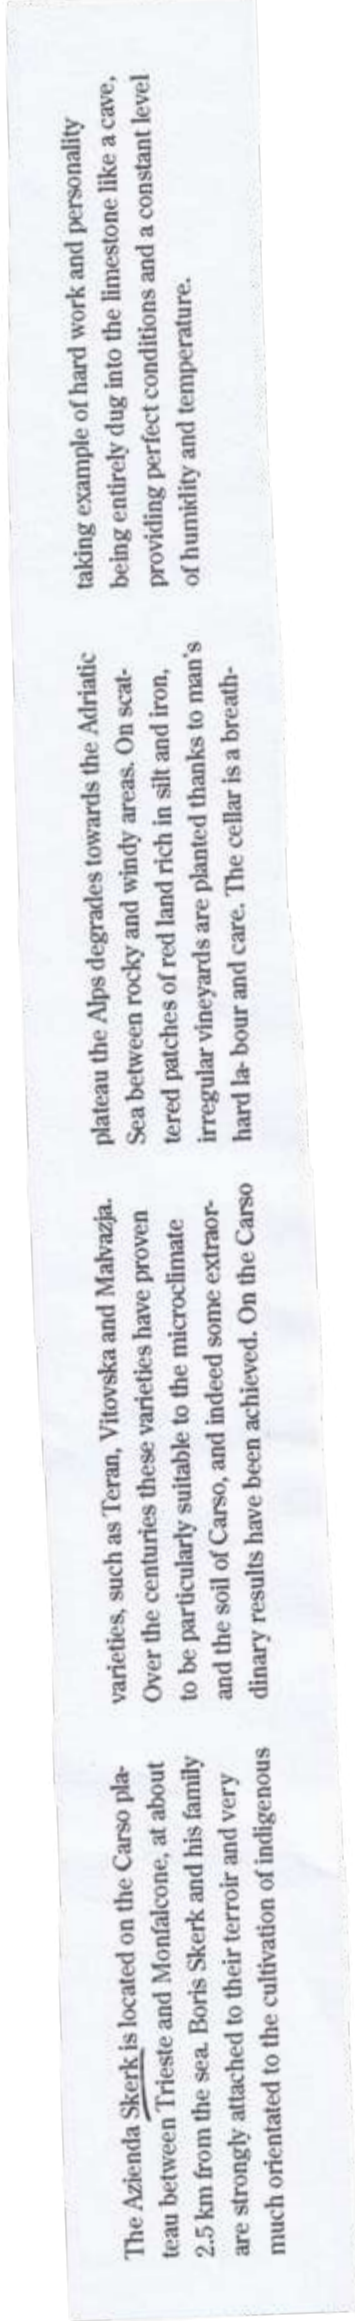 The Azienda Skerk is located on the Carso pla-
teau between Trieste and Monfalcone, at about
2.5 km from the sea. Boris Skerk and his family
are strongly attached to their terroir and very
much orientated to the cultivation of indigenous
varieties, such as Teran, Vitovska and Malvazja.
Over the centuries these varieties have proven
to be particularly suitable to the microclimate
and the soil of Carso, and indeed some extraor-
dinary results have been achieved. On the Carso
plateau the Alps degrades towards the Adriatic
Sea between rocky and windy areas. On scat-
tered patches of red land rich in silt and iron,
irregular vineyards are planted thanks to man's
hard la- bour and care. The cellar is a breath-
taking example of hard work and personality
being entirely dug into the limestone like a cave,
providing perfect conditions and a constant level
of humidity and temperature.